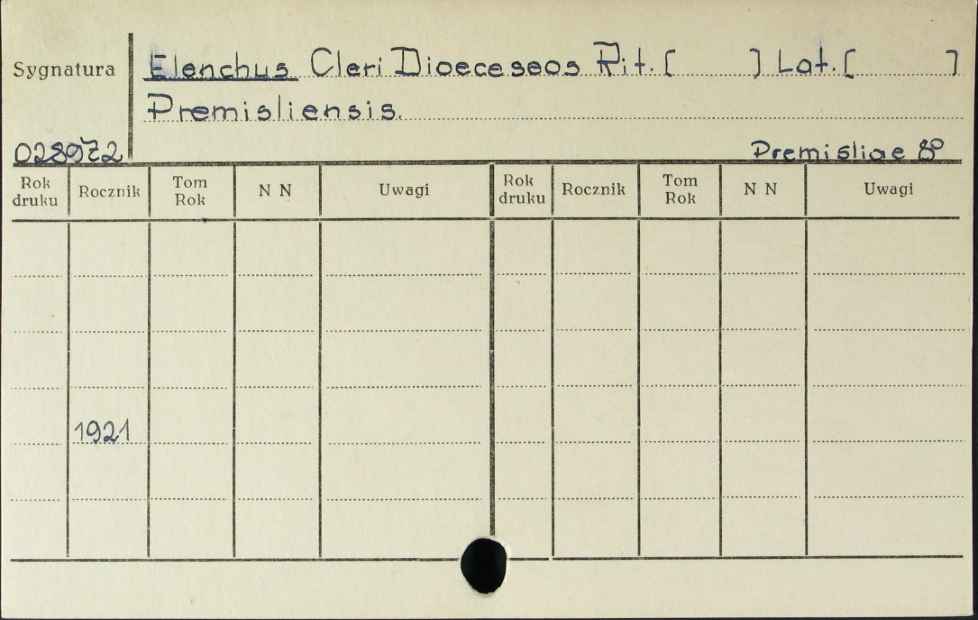 Sygnatura Elenchus Cleri Dioeceseos Rit. [ ] Lat. [ ]
Premisliensis.
028972 Premisliae 8°
Rok druku Rocznik Tom Rok N N Uwagi Rok druku Rocznik Tom Rok N N Uwagi
1921